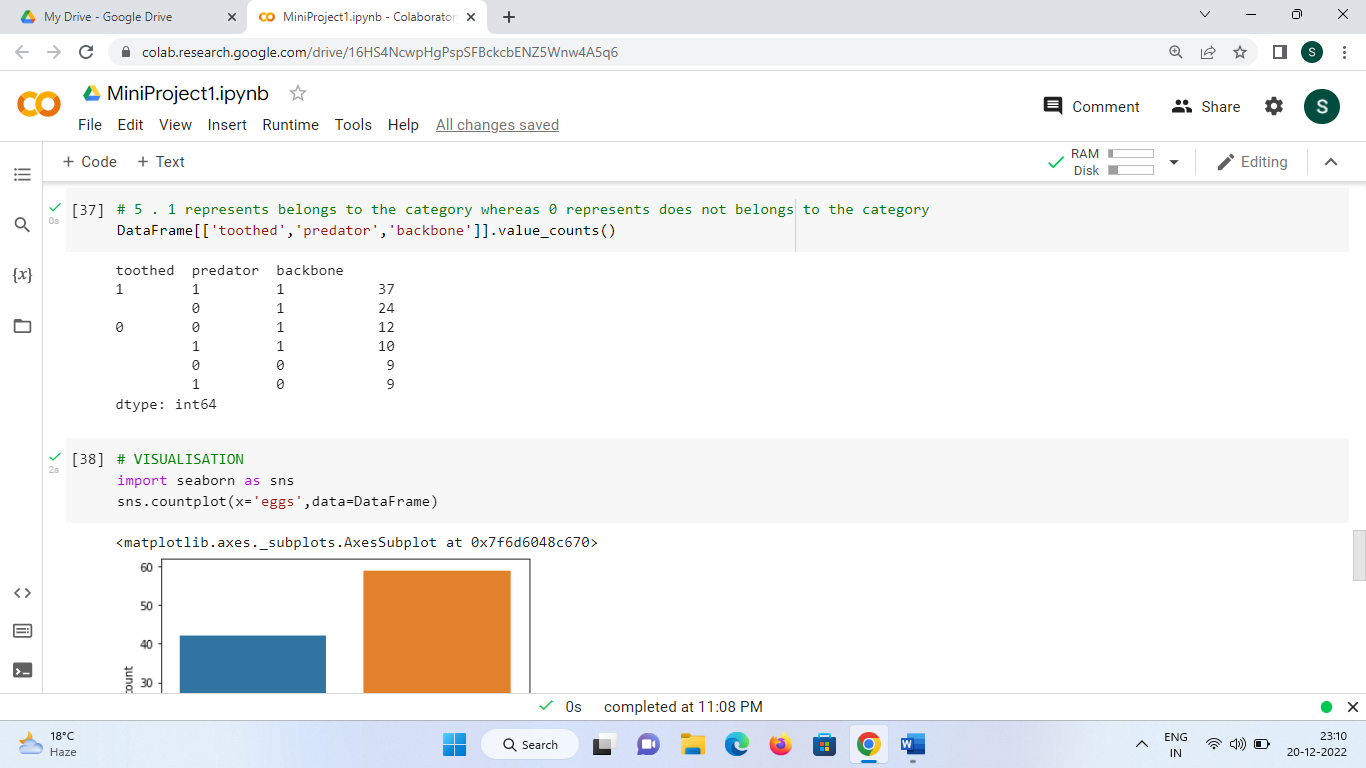 My Drive - Google Drive
MiniProject1.ipynb - Colaborator
colab.research.google.com/drive/16HS4NcwpHgPspSFBckcbENZ5Wnw4A5q6
S
MiniProject1.ipynb
Comment
Share
S
File Edit View Insert Runtime Tools Help All changes saved
+ Code + Text
RAM
Disk
Editing
[37] # 5 . 1 represents belongs to the category whereas 0 represents does not belongs to the category
0s
DataFrame[['toothed','predator','backbone']].value_counts()
{x}
toothed predator backbone
1 1 1 37
0 1 24
0 0 1 12
1 1 10
0 0 9
1 0 9
dtype: int64
[38] # VISUALISATION
2s
import seaborn as sns
sns.countplot(x='eggs',data=DataFrame)
<matplotlib.axes._subplots.AxesSubplot at 0x7f6d6048c670>
60
50
40
30
ount
0s completed at 11:08 PM
18°C
Haze
Search
ENG
IN
23:10
20-12-2022